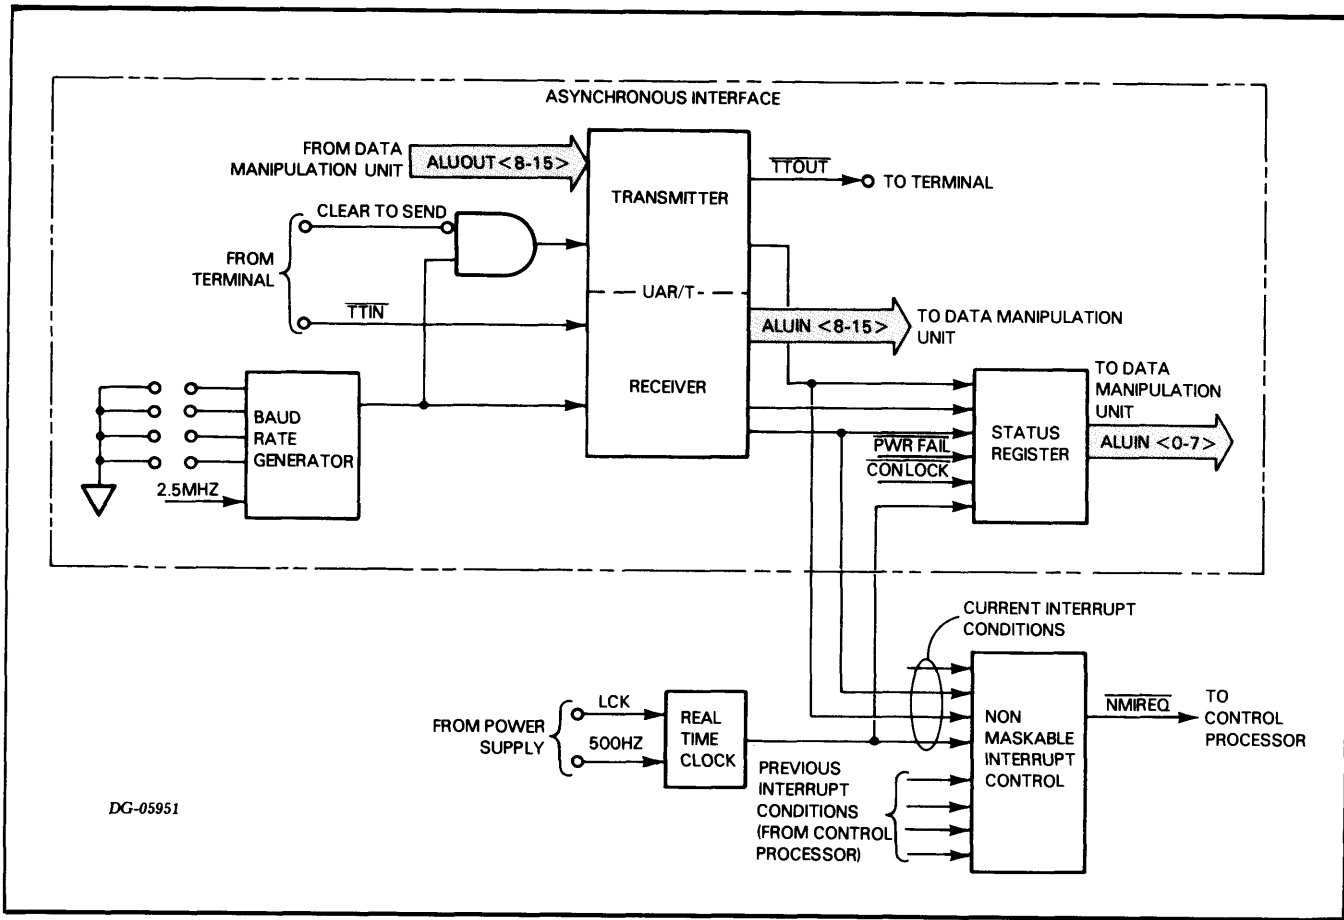 ASYNCHRONOUS INTERFACE
FROM DATA
MANIPULATION UNIT
ALUOUT <8-15>
TTOUT
TO TERMINAL
TRANSMITTER
CLEAR TO SEND
FROM
TERMINAL
UAR/T
TTIN
ALUIN <8-15>
TO DATA MANIPULATION
UNIT
RECEIVER
BAUD
RATE
GENERATOR
2.5MHZ
TO DATA
MANIPULATION
UNIT
PWR FAIL
CONLOCK
STATUS
REGISTER
ALUIN <0-7>
CURRENT INTERRUPT
CONDITIONS
FROM POWER
SUPPLY
LCK
500HZ
REAL
TIME
CLOCK
NON
MASKABLE
INTERRUPT
CONTROL
NMIREQ
TO
CONTROL
PROCESSOR
PREVIOUS
INTERRUPT
CONDITIONS
(FROM CONTROL
PROCESSOR)
DG-05951